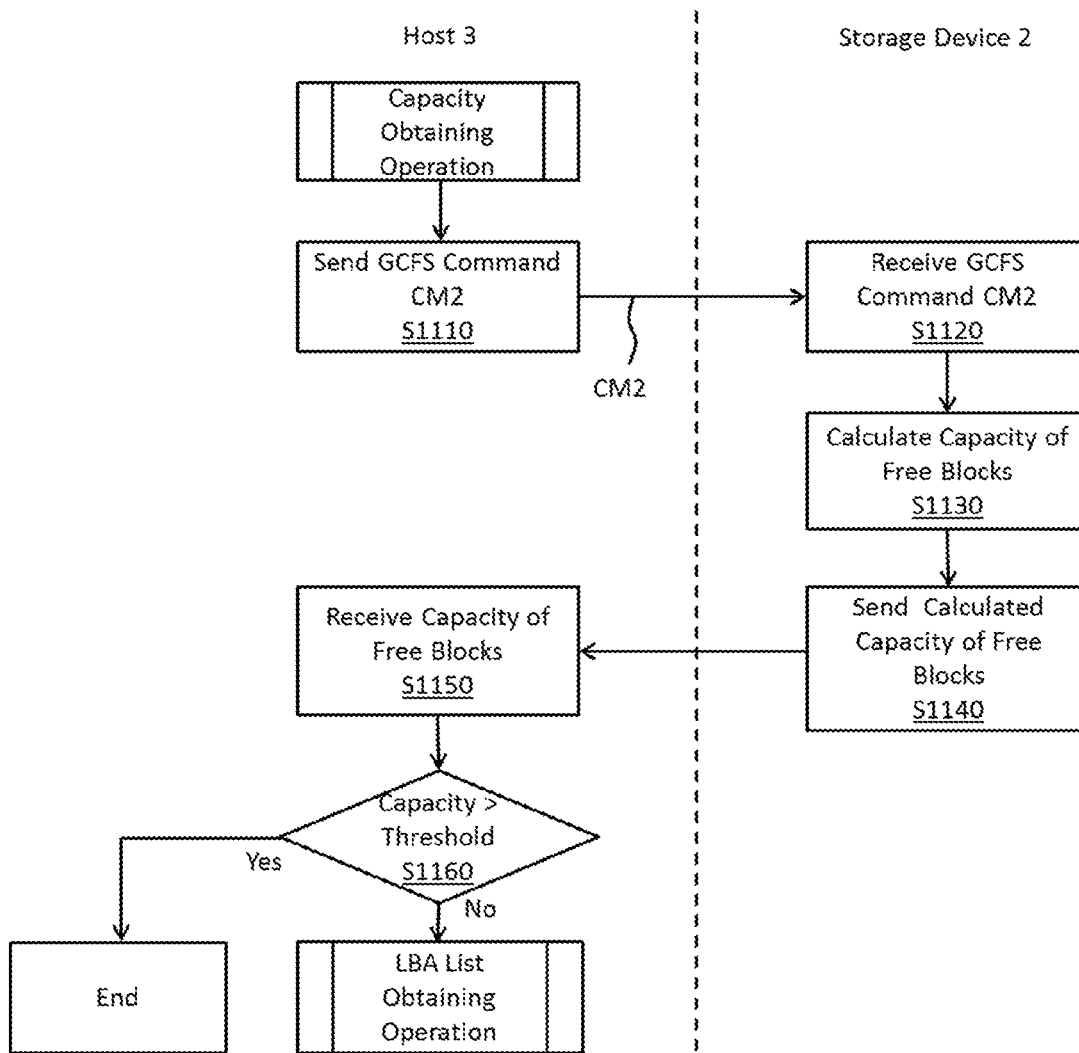 Host 3
Storage Device 2
Capacity
Obtaining
Operation
Send GCFS Command
CM2
S1110
CM2
Receive GCFS
Command CM2
S1120
Calculate Capacity of
Free Blocks
S1130
Send Calculated
Capacity of Free
Blocks
S1140
Receive Capacity of
Free Blocks
S1150
Capacity >
Threshold
S1160
Yes
No
End
LBA List
Obtaining
Operation